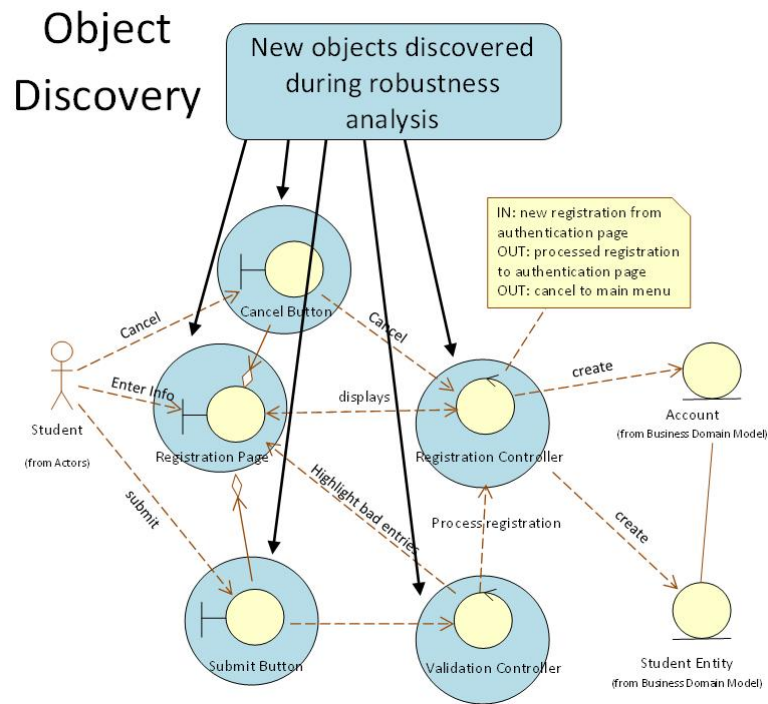 Object
Discovery
New objects discovered
during robustness
analysis
IN: new registration from
authentication page
OUT: processed registration
to authentication page
OUT: cancel to main menu
Cancel
Cancel Button
Cancel
Enter Info
displays
create
Student
(from Actors)
Registration Page
Registration Controller
Account
(from Business Domain Model)
submit
Highlight bad entries
Process registration
create
Submit Button
Validation Controller
Student Entity
(from Business Domain Model)